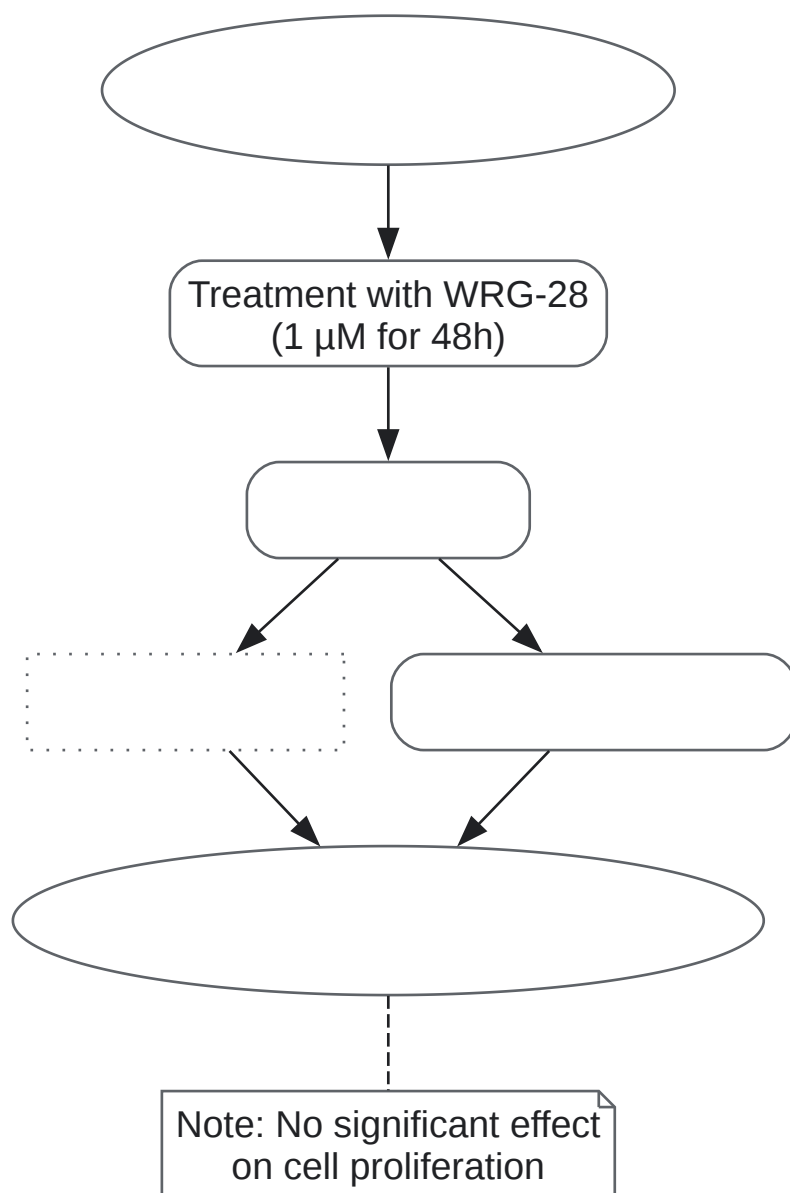 Treatment with WRG-28
(1 µM for 48h)
Note: No significant effect
on cell proliferation